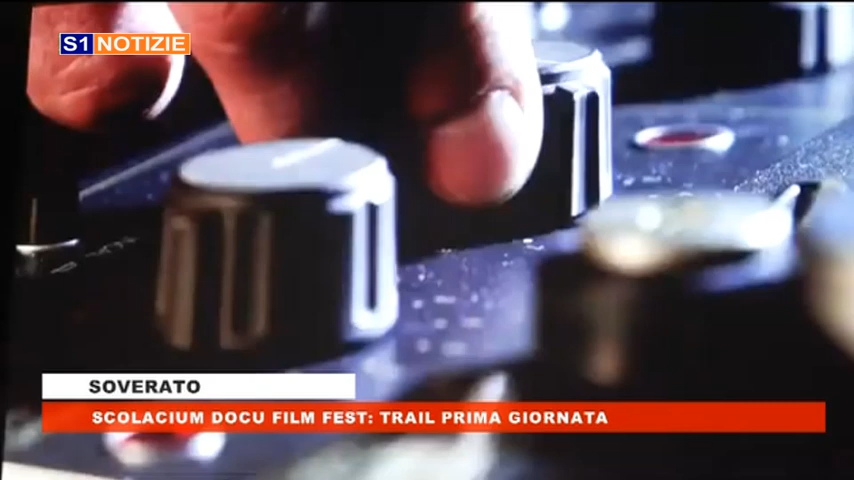 S1 NOTIZIE
SOVERATO
SCOLACIUM DOCU FILM FEST: TRAIL PRIMA GIORNATA